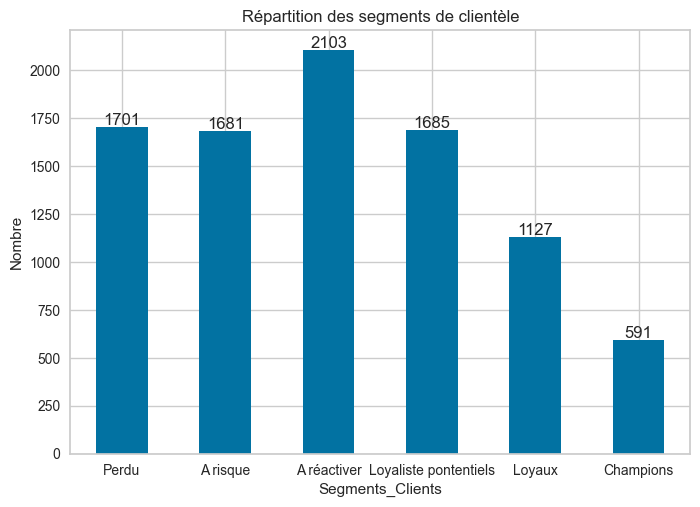 Répartition des segments de clientèle
2103
1701
1681
1685
1127
591
2000
1750
1500
1250
1000
750
500
250
0
Nombre
Perdu
A risque
A réactiver
Loyaliste pontentiels
Loyaux
Champions
Segments_Clients